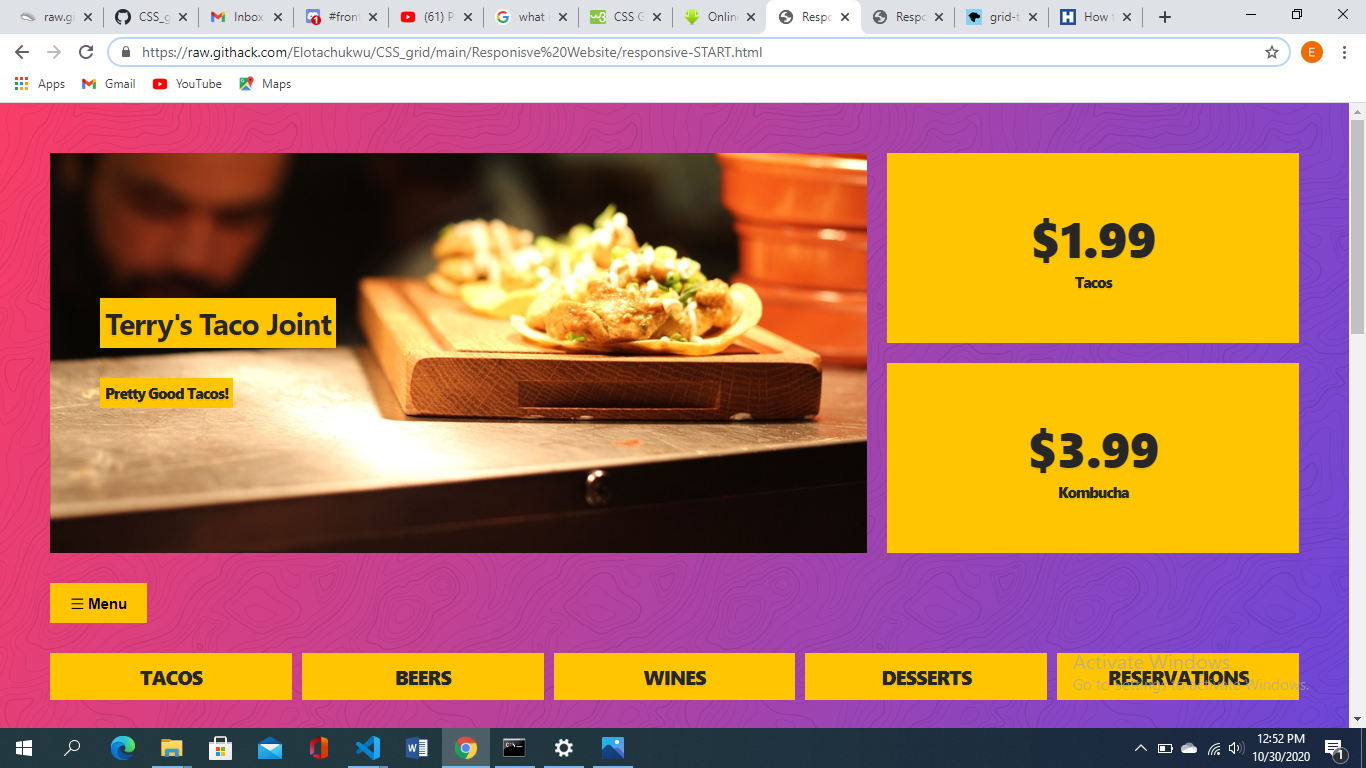 raw.gi
CSS_g
Inbox
#front
(61) P
what i
CSS G
Onlin
Respo
Respo
grid-t
How t
https://raw.githack.com/Elotachukwu/CSS_grid/main/Responisve%20Website/responsive-START.html
E
Apps
Gmail
YouTube
Maps
Terry's Taco Joint
Pretty Good Tacos!
$1.99
Tacos
$3.99
Kombucha
☰ Menu
TACOS
BEERS
WINES
DESSERTS
RESERVATIONS
Activate Windows
Go to Settings to activate Windows.
12:52 PM
10/30/2020
1